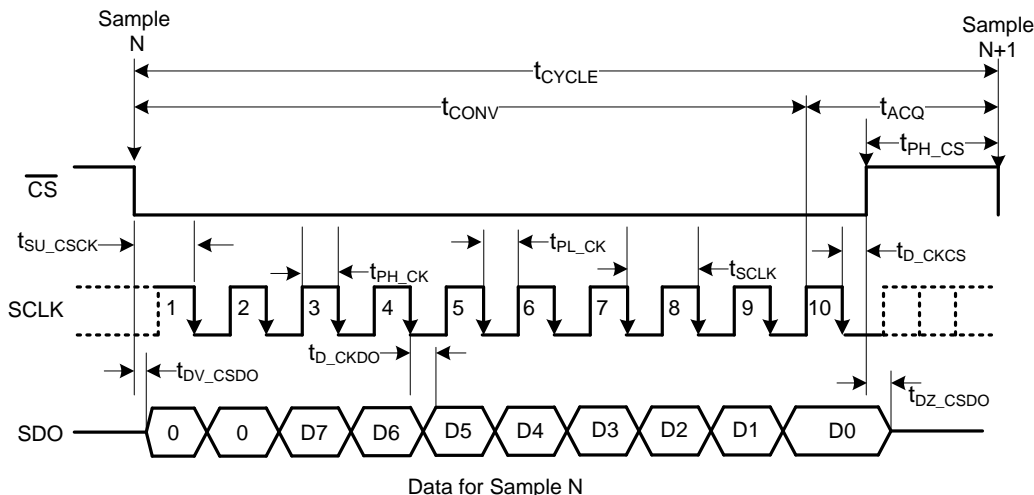 Sample
N
Sample
N+1
tCYCLE
tCONV
tACQ
tPH_CS
CS
tSU_CSCK
tPH_CK
tPL_CK
tSCLK
tD_CKCS
SCLK
1 2 3 4 5 6 7 8 9 10
tD_CKDO
tDV_CSDO
tDZ_CSDO
SDO
0 0 D7 D6 D5 D4 D3 D2 D1 D0
Data for Sample N